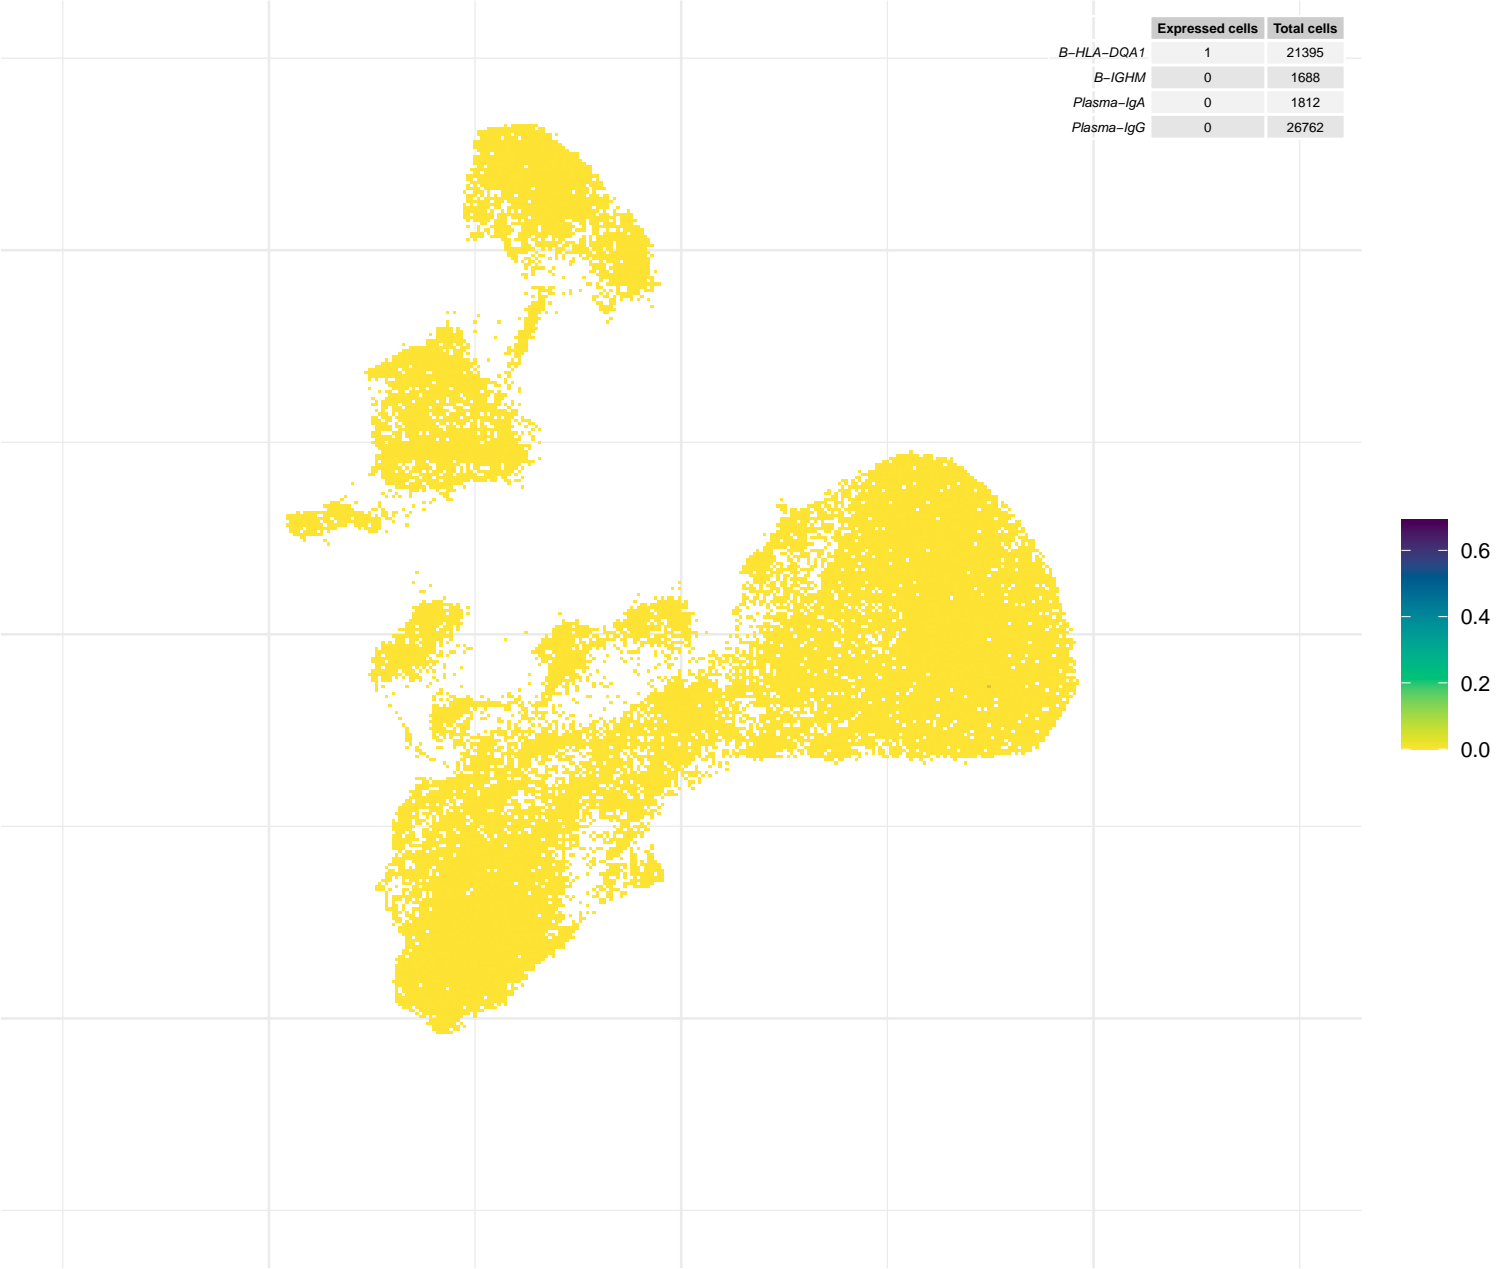 Expressed cells Total cells
B−HLA−DQA1 1 21395
B−IGHM 0 1688
Plasma−IgA 0 1812
Plasma−IgG 0 26762
0.6
0.4
0.2
0.0